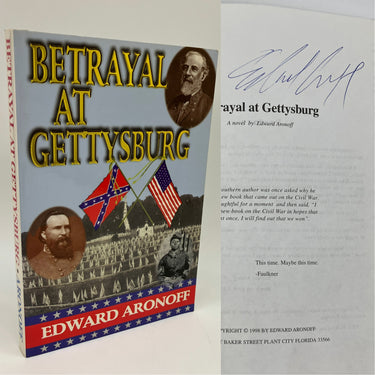 BETRAYAL
AT
GETTYSBURG
EDWARD ARONOFF
BETRAYAL AT GETTYSBURG • ARONOFF
rayal at Gettysburg
A novel by Edward Aronoff
outhern author was once asked why he
ew book that came out on the Civil War.
oughtful for a moment and then said, "I
new book on the Civil War in hopes that
t once, I will find out that we won"
This time. Maybe this time.
-Faulkner
OPYRIGHT © 1998 BY EDWARD ARONOFF
BAKER STREET PLANT CITY FLORIDA 33566